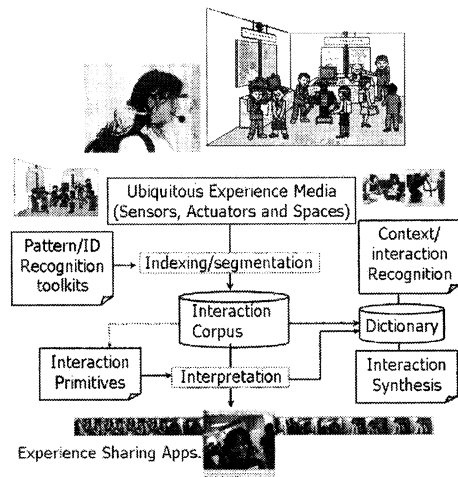 Ubiquitous Experience Media
(Sensors, Actuators and Spaces)
Pattern/ID
Recognition
toolkits
Indexing/segmentation
Context/
interaction
Recognition
Interaction
Corpus
Dictionary
Interaction
Primitives
Interpretation
Interaction
Synthesis
Experience Sharing Apps.